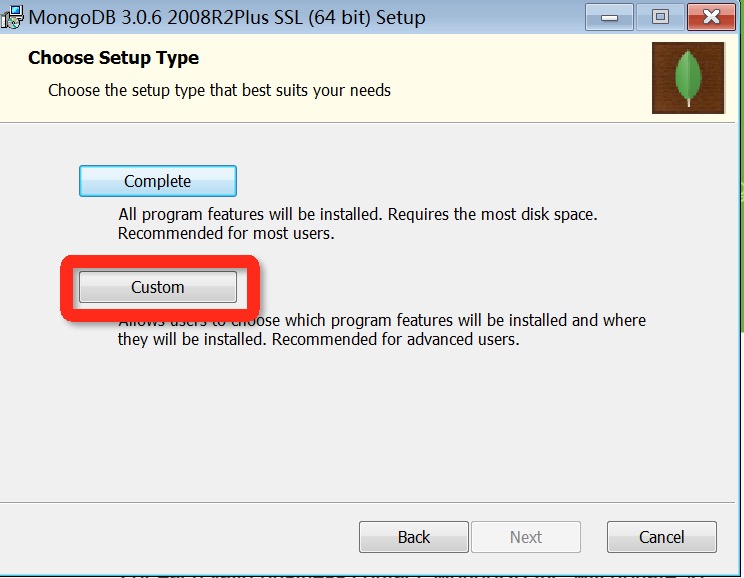 MongoDB 3.0.6 2008R2Plus SSL (64 bit) Setup
Choose Setup Type
Choose the setup type that best suits your needs
Complete
All program features will be installed. Requires the most disk space.
Recommended for most users.
Custom
Allows users to choose which program features will be installed and where
they will be installed. Recommended for advanced users.
Back
Next
Cancel